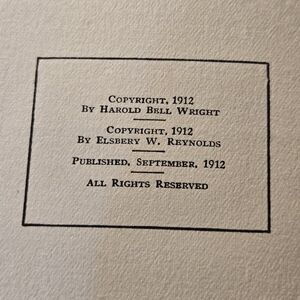 Copyright, 1912
By Harold Bell Wright
Copyright, 1912
By Elsbery W. Reynolds
Published, September, 1912
All Rights Reserved